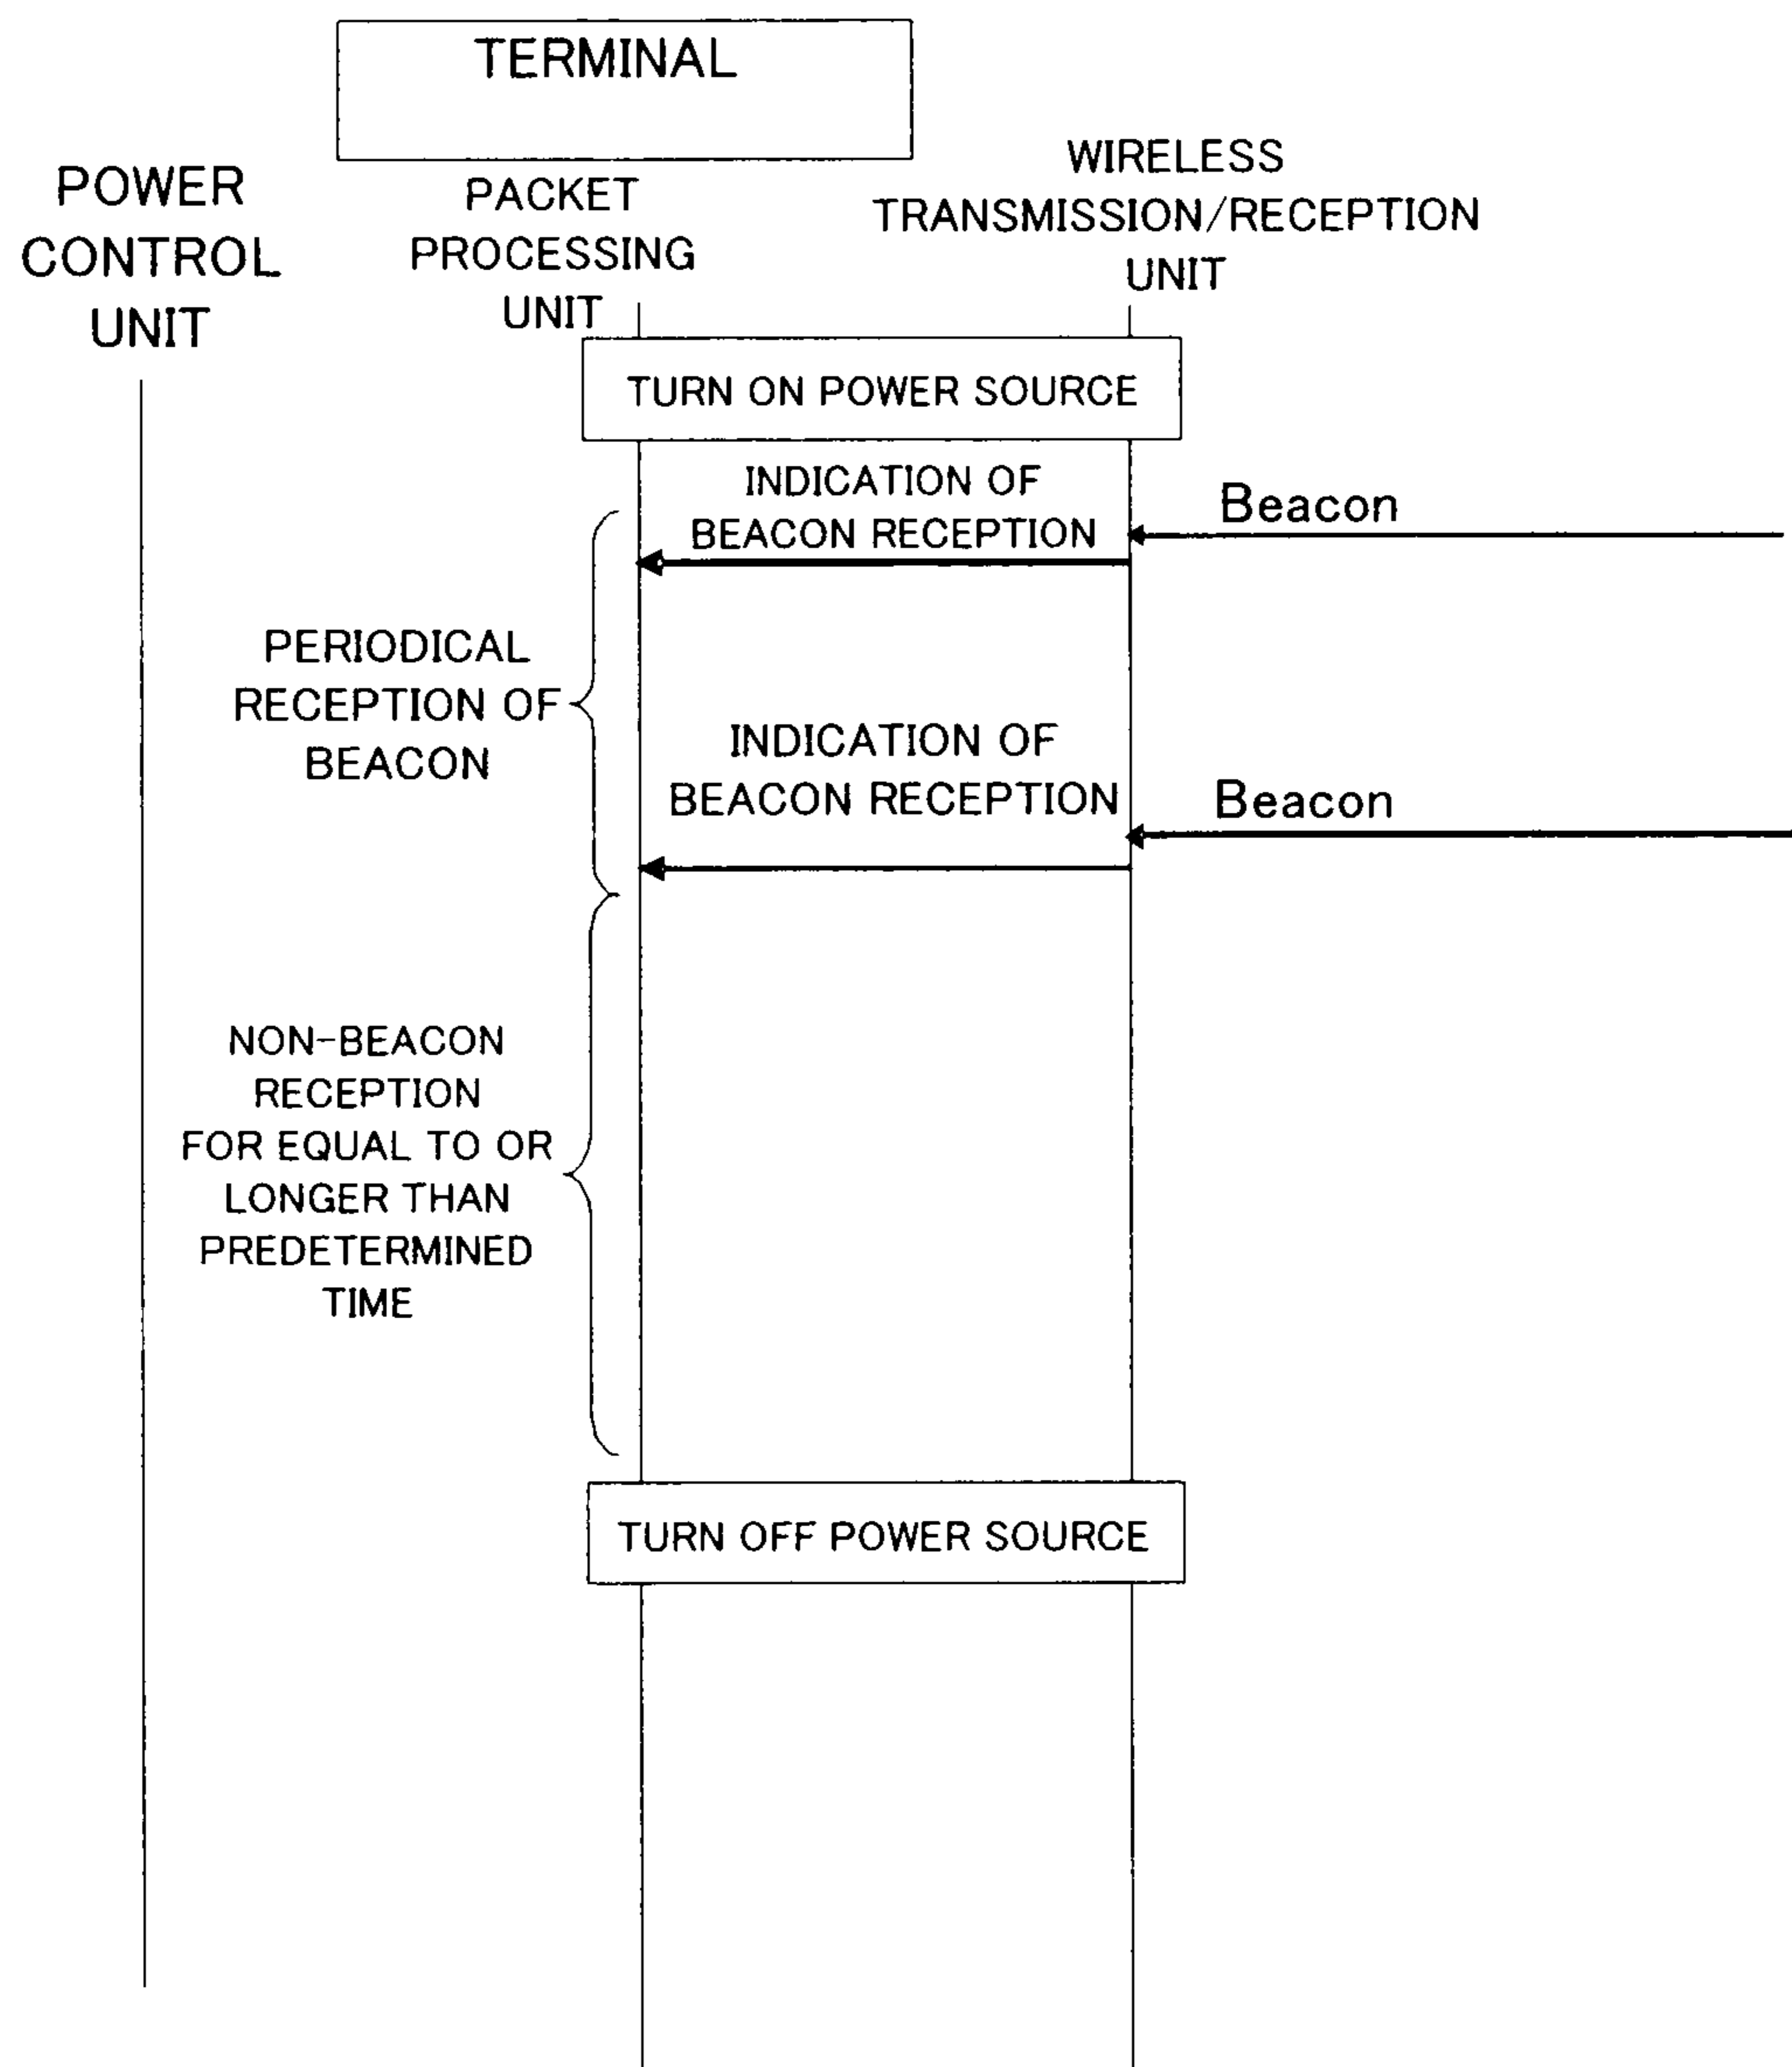 TERMINAL
POWER
CONTROL
UNIT
PACKET
PROCESSING
UNIT
WIRELESS
TRANSMISSION/RECEPTION
UNIT
TURN ON POWER SOURCE
INDICATION OF
BEACON RECEPTION
Beacon
PERIODICAL
RECEPTION OF
BEACON
INDICATION OF
BEACON RECEPTION
Beacon
NON-BEACON
RECEPTION
FOR EQUAL TO OR
LONGER THAN
PREDETERMINED
TIME
TURN OFF POWER SOURCE